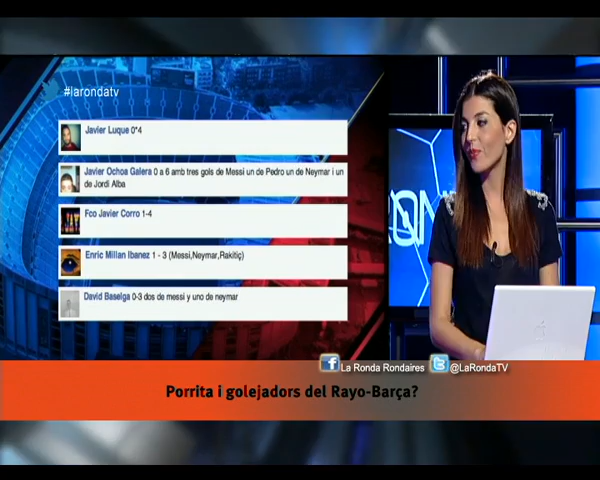 #larondatv
Javier Luque 0*4
Javier Ochoa Galera 0 a 6 amb tres gols de Messi un de Pedro un de Neymar i un
de Jordi Alba
Fco Javier Corro 1-4
Enric Millan Ibanez 1 - 3 (Messi,Neymar,Rakitiç)
David Baselga 0-3 dos de messi y uno de neymar
La Ronda Rondaires
@LaRondaTV
Porrita i golejadors del Rayo-Barça?